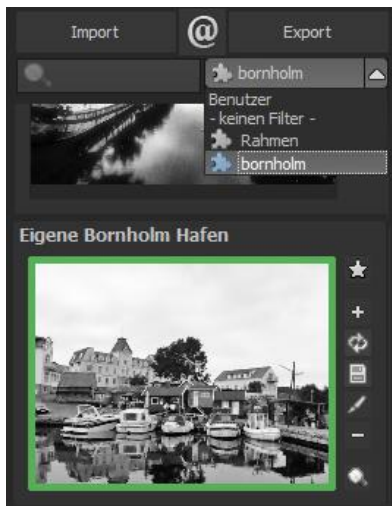 Import @ Export
bornholm
Benutzer
- keinen Filter -
Rahmen
bornholm
Eigene Bornholm Hafen